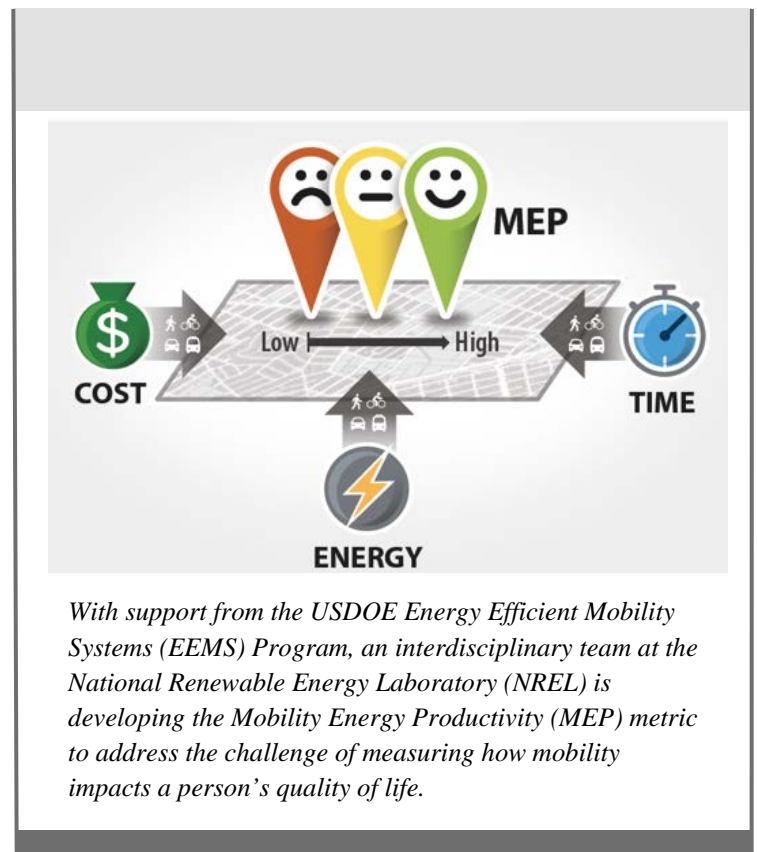 MEP
Low
High
$
COST
TIME
ENERGY
With support from the USDOE Energy Efficient Mobility
Systems (EEMS) Program, an interdisciplinary team at the
National Renewable Energy Laboratory (NREL) is
developing the Mobility Energy Productivity (MEP) metric
to address the challenge of measuring how mobility
impacts a person’s quality of life.